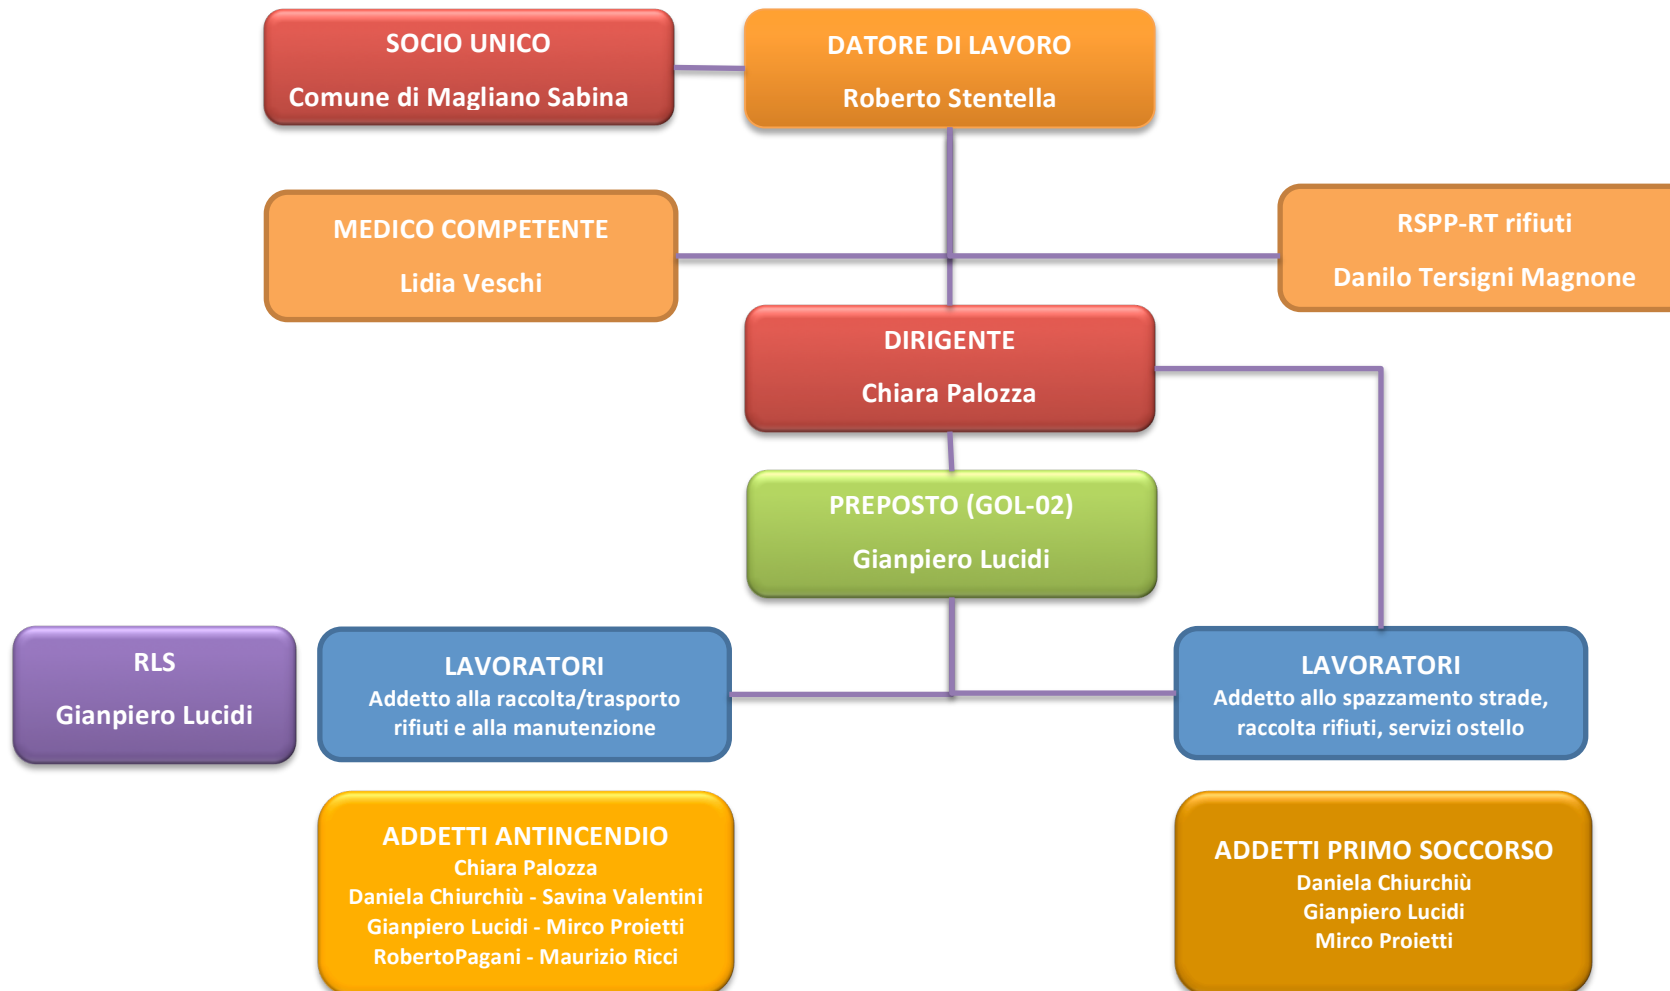 SOCIO UNICO
Comune di Magliano Sabina
DATORE DI LAVORO
Roberto Stentella
MEDICO COMPETENTE
Lidia Veschi
RSPP-RT rifiuti
Danilo Tersigni Magnone
DIRIGENTE
Chiara Palozza
PREPOSTO (GOL-02)
Gianpiero Lucidi
RLS
Gianpiero Lucidi
LAVORATORI
Addetto alla raccolta/trasporto
rifiuti e alla manutenzione
LAVORATORI
Addetto allo spazzamento strade,
raccolta rifiuti, servizi ostello
ADDETTI ANTINCENDIO
Chiara Palozza
Daniela Chiurchiù - Savina Valentini
Gianpiero Lucidi - Mirco Proietti
RobertoPagani - Maurizio Ricci
ADDETTI PRIMO SOCCORSO
Daniela Chiurchiù
Gianpiero Lucidi
Mirco Proietti